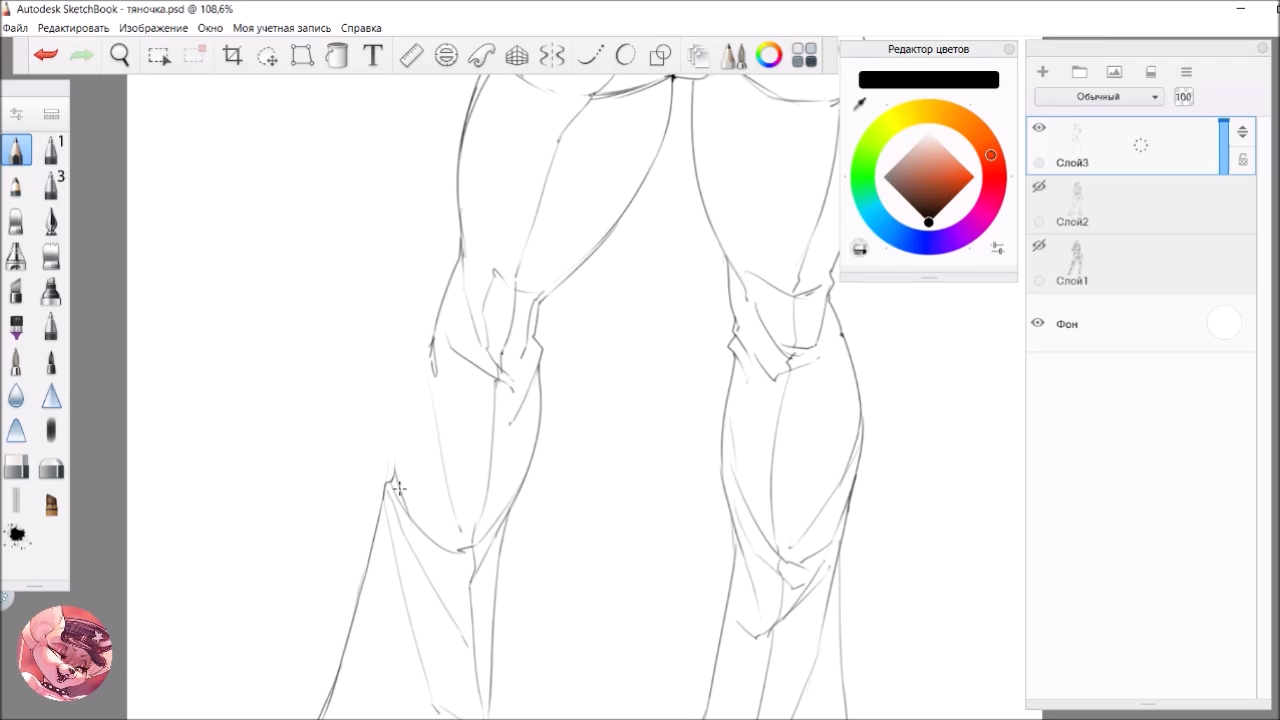 Autodesk SketchBook - тяночка.psd @ 108,6%
Файл Редактировать Изображение Окно Моя учетная запись Справка
T
Редактор цветов
1
3
Обычный 100
Слой3
Слой2
Слой1
Фон